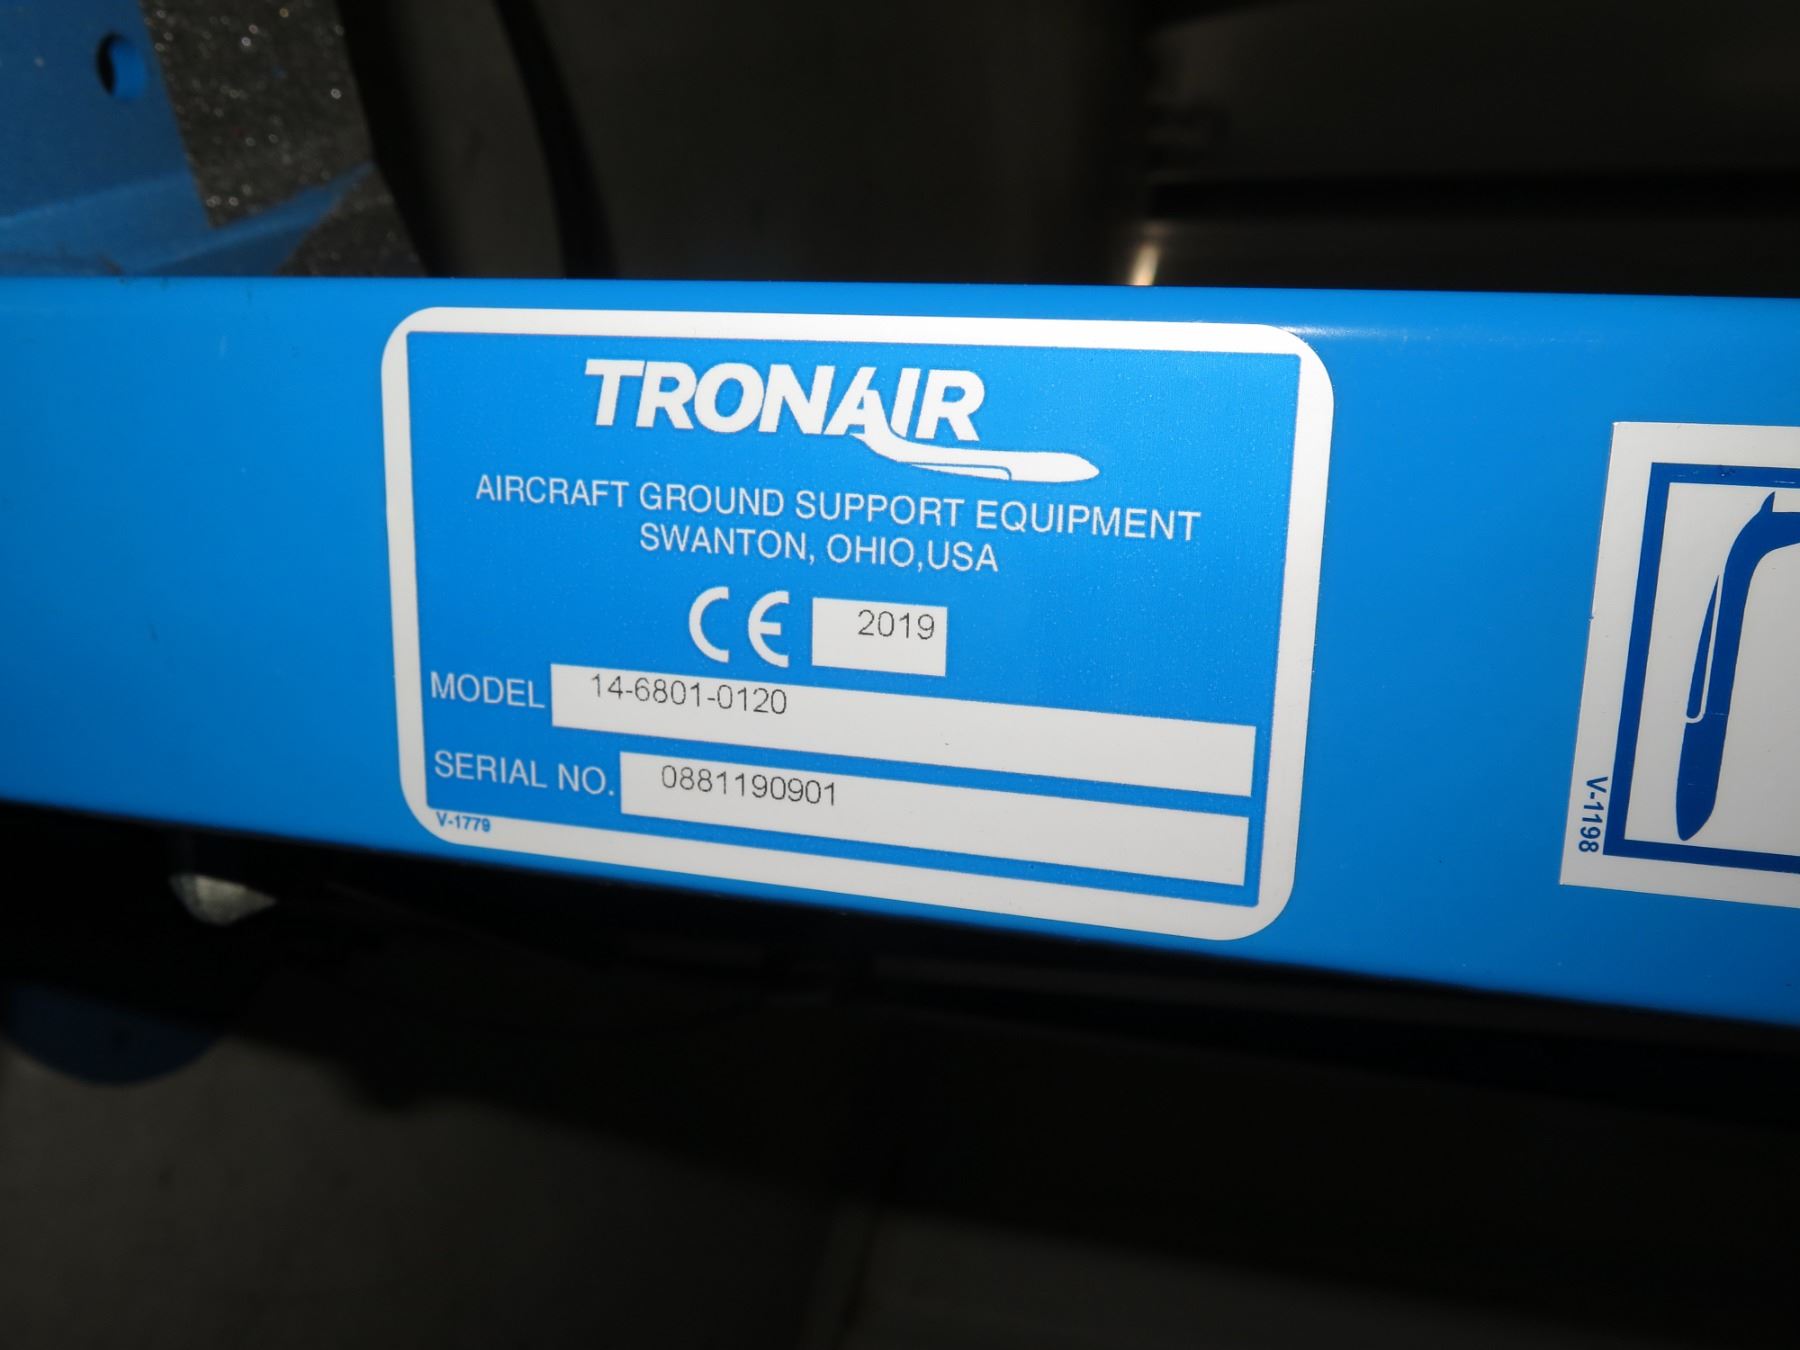 TRONAIR
AIRCRAFT GROUND SUPPORT EQUIPMENT
SWANTON, OHIO,USA
CE 2019
MODEL 14-6801-0120
SERIAL NO. 0881190901
V-1779
V-1198